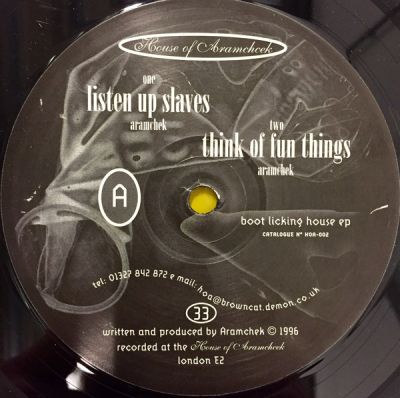 House of Aramcheek
one
listen up slaves
aramchek
two
think of fun things
aramchek
A
boot licking house ep
CATALOGUE Nº HOA-002
tel: 01327 842 872 e mail: hoa@browncat.demon.co.uk
33
written and produced by Aramchek © 1996
recorded at the House of Aramcheek
london E2